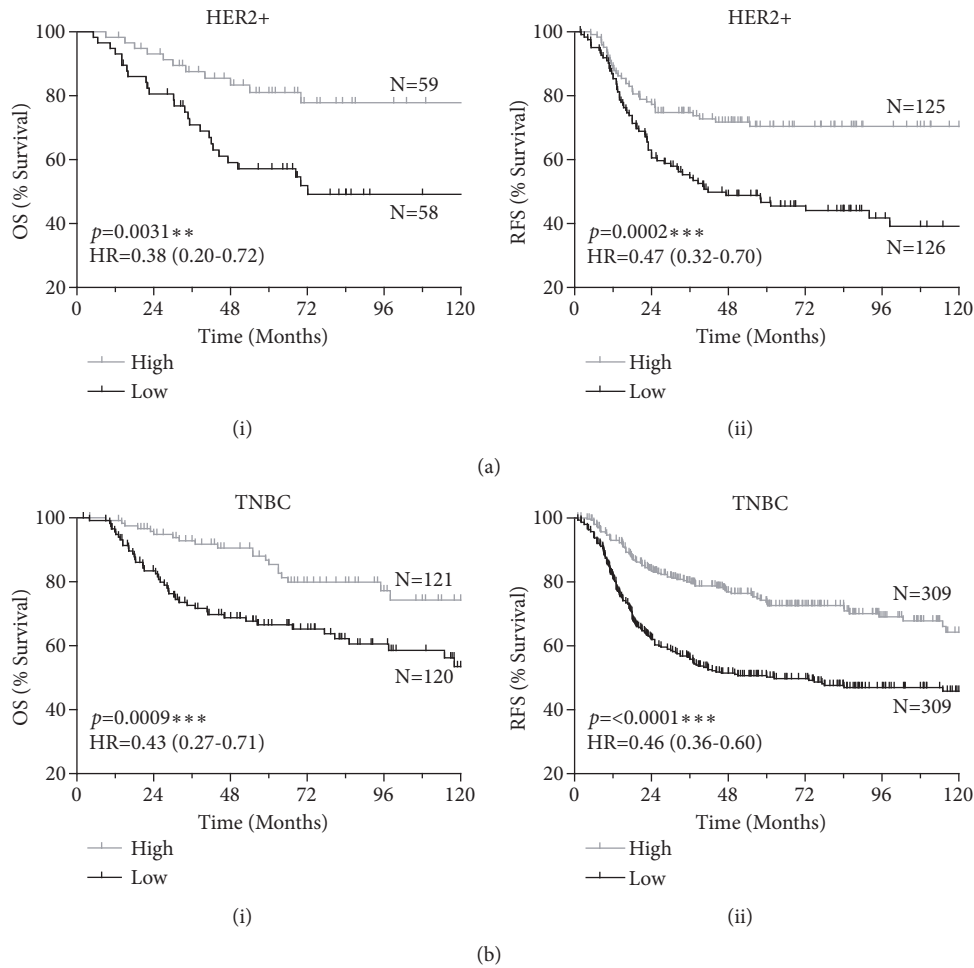 HER2+
OS (% Survival)
100
80
60
40
20
N=59
N=58
p=0.0031**
HR=0.38 (0.20-0.72)
0 24 48 72 96 120
Time (Months)
High
Low
(i)
HER2+
RFS (% Survival)
100
80
60
40
20
N=125
N=126
p=0.0002***
HR=0.47 (0.32-0.70)
0 24 48 72 96 120
Time (Months)
High
Low
(ii)
(a)
TNBC
OS (% Survival)
100
80
60
40
20
N=121
N=120
p=0.0009***
HR=0.43 (0.27-0.71)
0 24 48 72 96 120
Time (Months)
High
Low
(i)
TNBC
RFS (% Survival)
100
80
60
40
20
N=309
N=309
p=<0.0001***
HR=0.46 (0.36-0.60)
0 24 48 72 96 120
Time (Months)
High
Low
(ii)
(b)